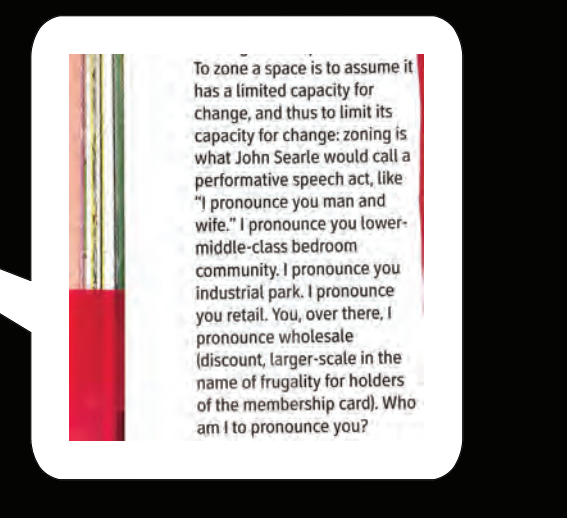 To zone a space is to assume it
has a limited capacity for
change, and thus to limit its
capacity for change: zoning is
what John Searle would call a
performative speech act, like
"I pronounce you man and
wife." I pronounce you lower-
middle-class bedroom
community. I pronounce you
industrial park. I pronounce
you retail. You, over there, I
pronounce wholesale
(discount, larger-scale in the
name of frugality for holders
of the membership card). Who
am I to pronounce you?